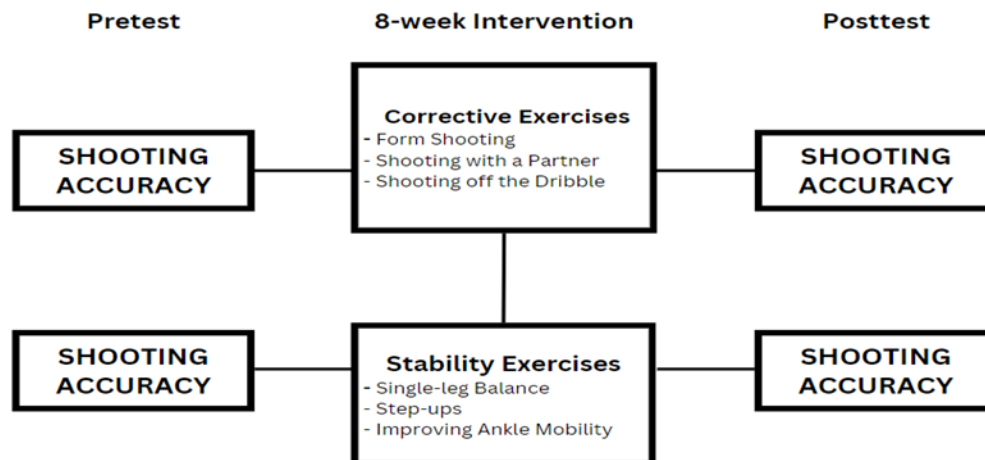 Pretest
8-week Intervention
Posttest
Corrective Exercises
- Form Shooting
- Shooting with a Partner
- Shooting off the Dribble
SHOOTING
ACCURACY
SHOOTING
ACCURACY
Stability Exercises
- Single-leg Balance
- Step-ups
- Improving Ankle Mobility
SHOOTING
ACCURACY
SHOOTING
ACCURACY